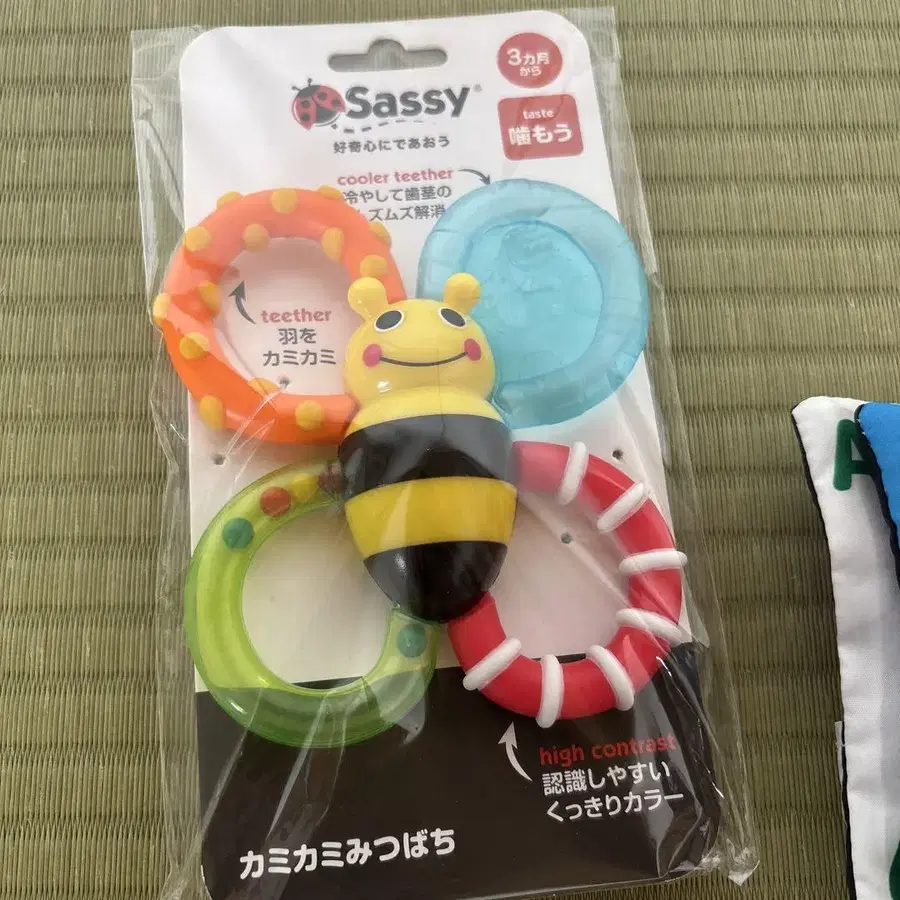 Sassy®
好奇心にであおう
3カ月
から
taste
噛もう
cooler teether
冷やして歯茎の
ムズムズ解消
teether
羽を
カミカミ
high contrast
認識しやすい
くっきりカラー
カミカミみつばち
A